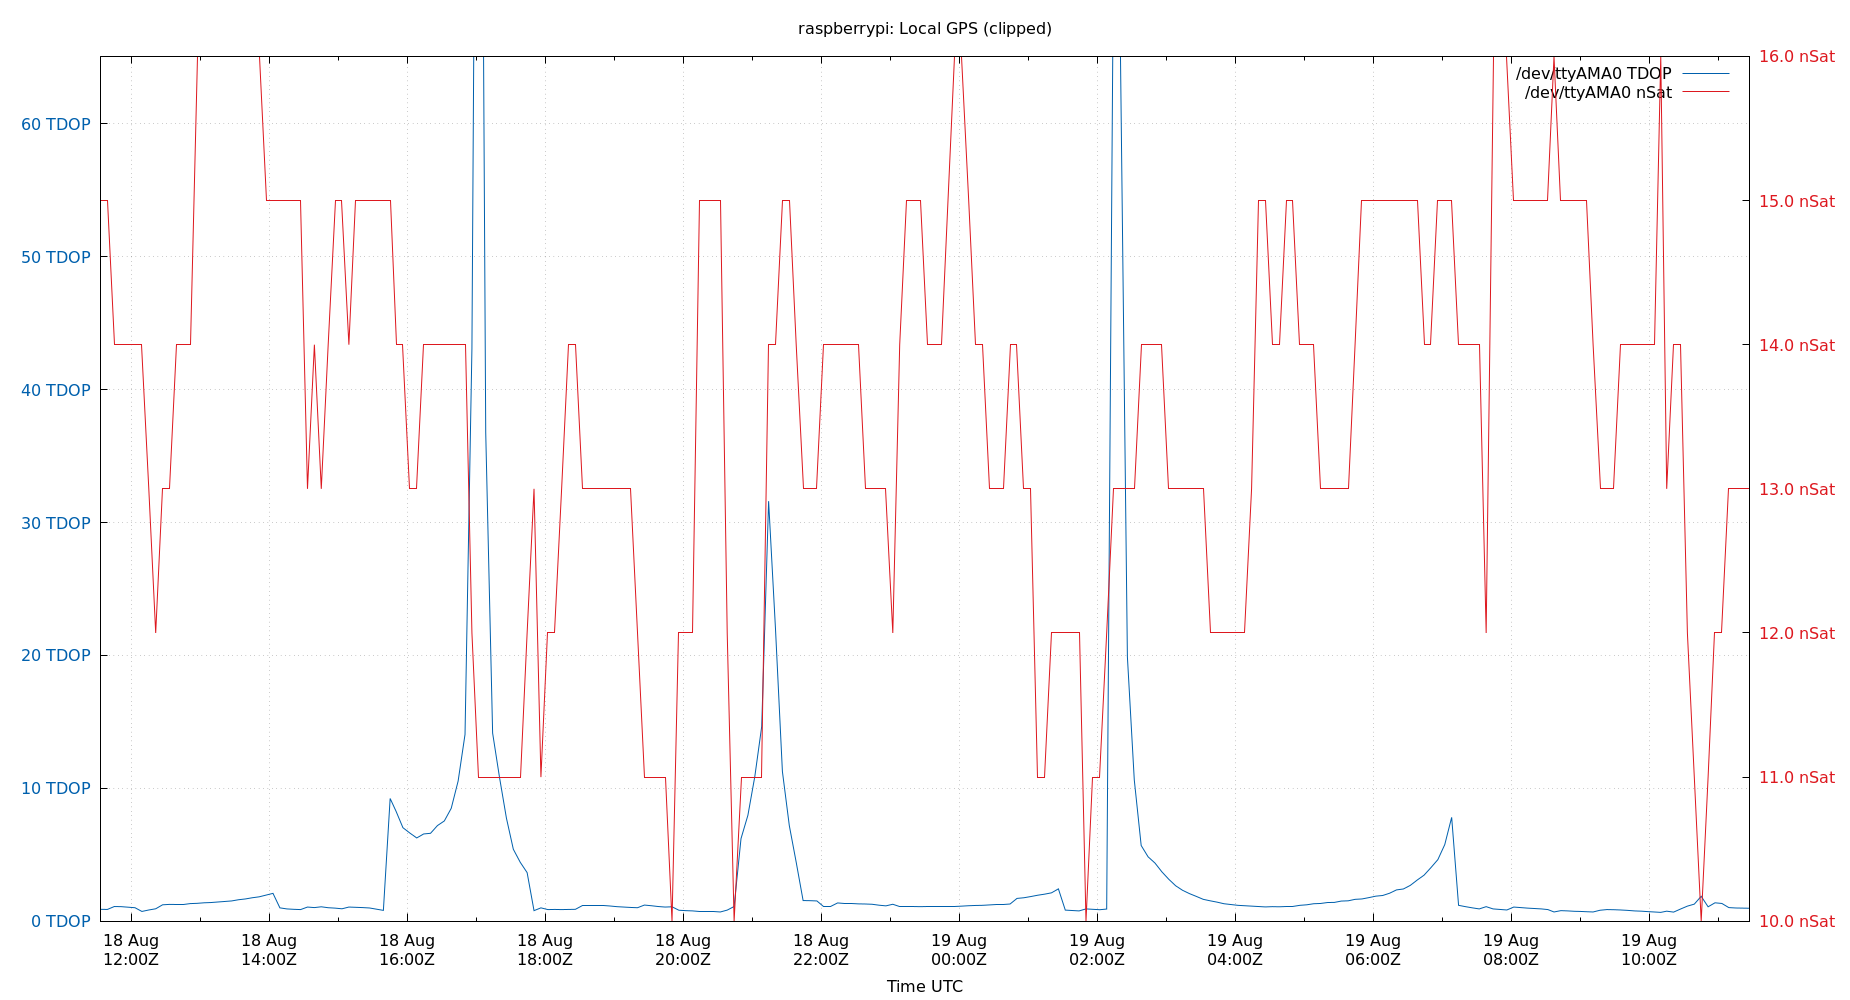 raspberrypi: Local GPS (clipped)
16.0 nSat
/dev/ttyAMA0 TDOP
/dev/ttyAMA0 nSat
60 TDOP
15.0 nSat
50 TDOP
14.0 nSat
40 TDOP
30 TDOP
13.0 nSat
20 TDOP
12.0 nSat
10 TDOP
11.0 nSat
0 TDOP
10.0 nSat
18 Aug 18 Aug 18 Aug 18 Aug 18 Aug 18 Aug 19 Aug 19 Aug 19 Aug 19 Aug 19 Aug 19 Aug
12:00Z 14:00Z 16:00Z 18:00Z 20:00Z 22:00Z 00:00Z 02:00Z 04:00Z 06:00Z 08:00Z 10:00Z
Time UTC